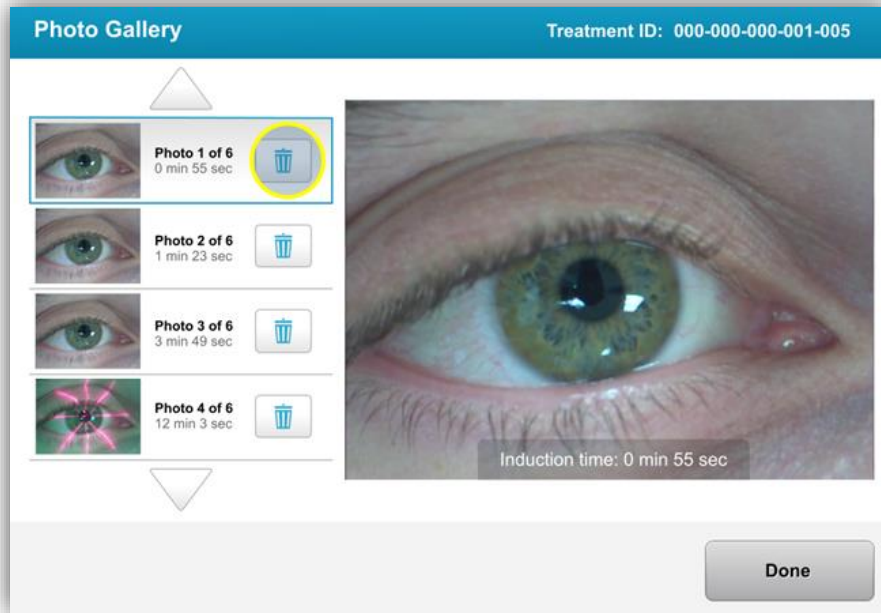 Photo Gallery
Treatment ID: 000-000-000-001-005
Photo 1 of 6
0 min 55 sec
Photo 2 of 6
1 min 23 sec
Photo 3 of 6
3 min 49 sec
Photo 4 of 6
12 min 3 sec
Induction time: 0 min 55 sec
Done